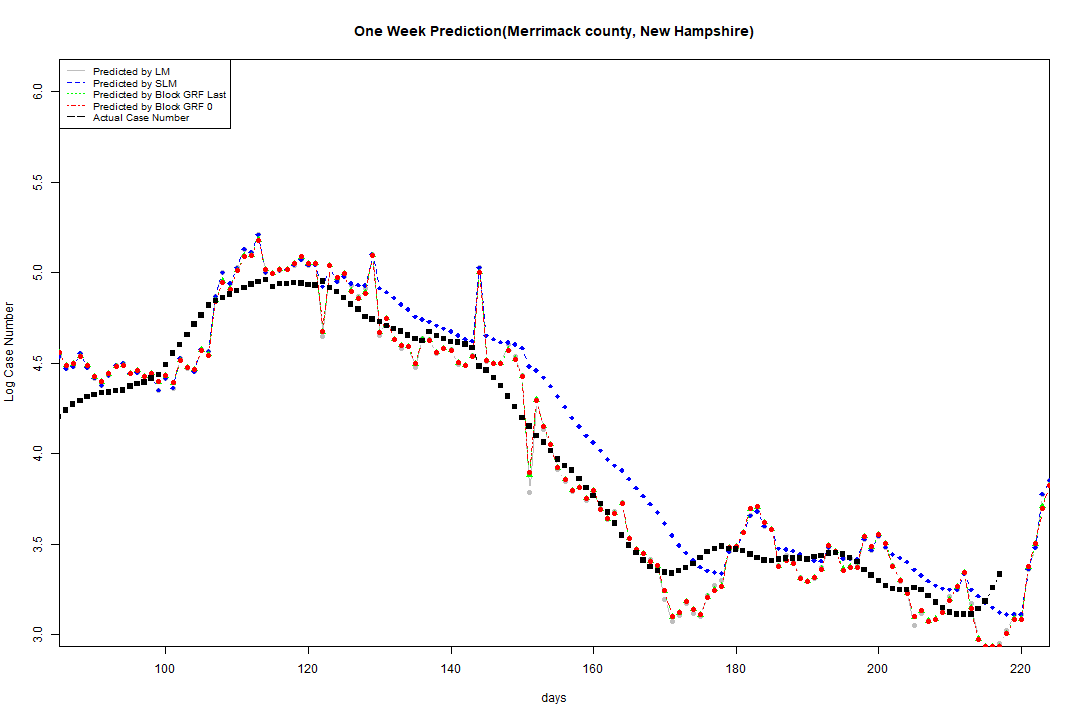 One Week Prediction(Merrimack county, New Hampshire)
Predicted by LM
Predicted by SLM
Predicted by Block GRF Last
Predicted by Block GRF 0
Actual Case Number
6.0
5.5
5.0
4.5
4.0
3.5
3.0
Log Case Number
100 120 140 160 180 200 220
days